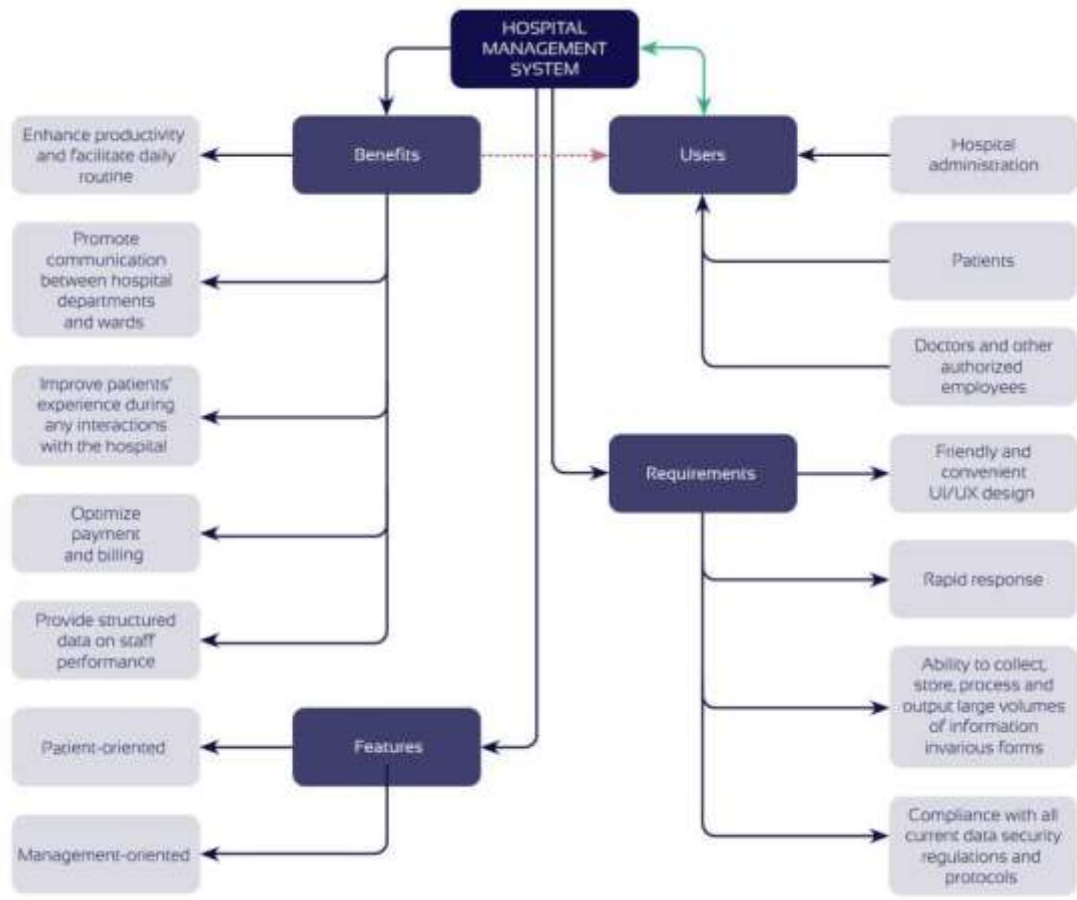 HOSPITAL
MANAGEMENT
SYSTEM
Enhance productivity
and facilitate daily
routine
Benefits
Users
Hospital
administration
Promote
communication
between hospital
departments
and wards
Patients
Doctors and other
authorized
employees
Improve patients'
experience during
any interactions
with the hospital
Requirements
Friendly and
convenient
UI/UX design
Optimize
payment
and billing
Rapid response
Provide structured
data on staff
performance
Ability to collect,
store, process and
output large volumes
of information
invarious forms
Patient-oriented
Features
Management-oriented
Compliance with all
current data security
regulations and
protocols